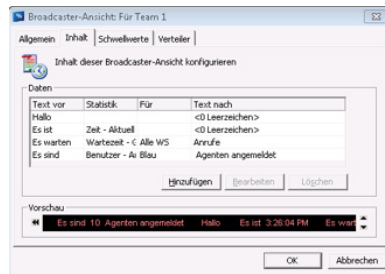 Broadcaster-Ansicht: Für Team 1
Allgemein Inhalt Schwellwerte Verteiler
Inhalt dieser Broadcaster-Ansicht konfigurieren
Daten
Text vor Statistik Für Text nach
Hallo <0 Leerzeichen>
Es ist Zeit - Aktuell <0 Leerzeichen>
Es warten Wartezeit - G Alle WS Anrufe
Es sind Benutzer - Au Blau Agenten angemeldet
Hinzufügen Bearbeiten Löschen
Vorschau
Es sind 10 Agenten angemeldet Hallo Es ist 3:26:04 PM Es wart
OK Abbrechen